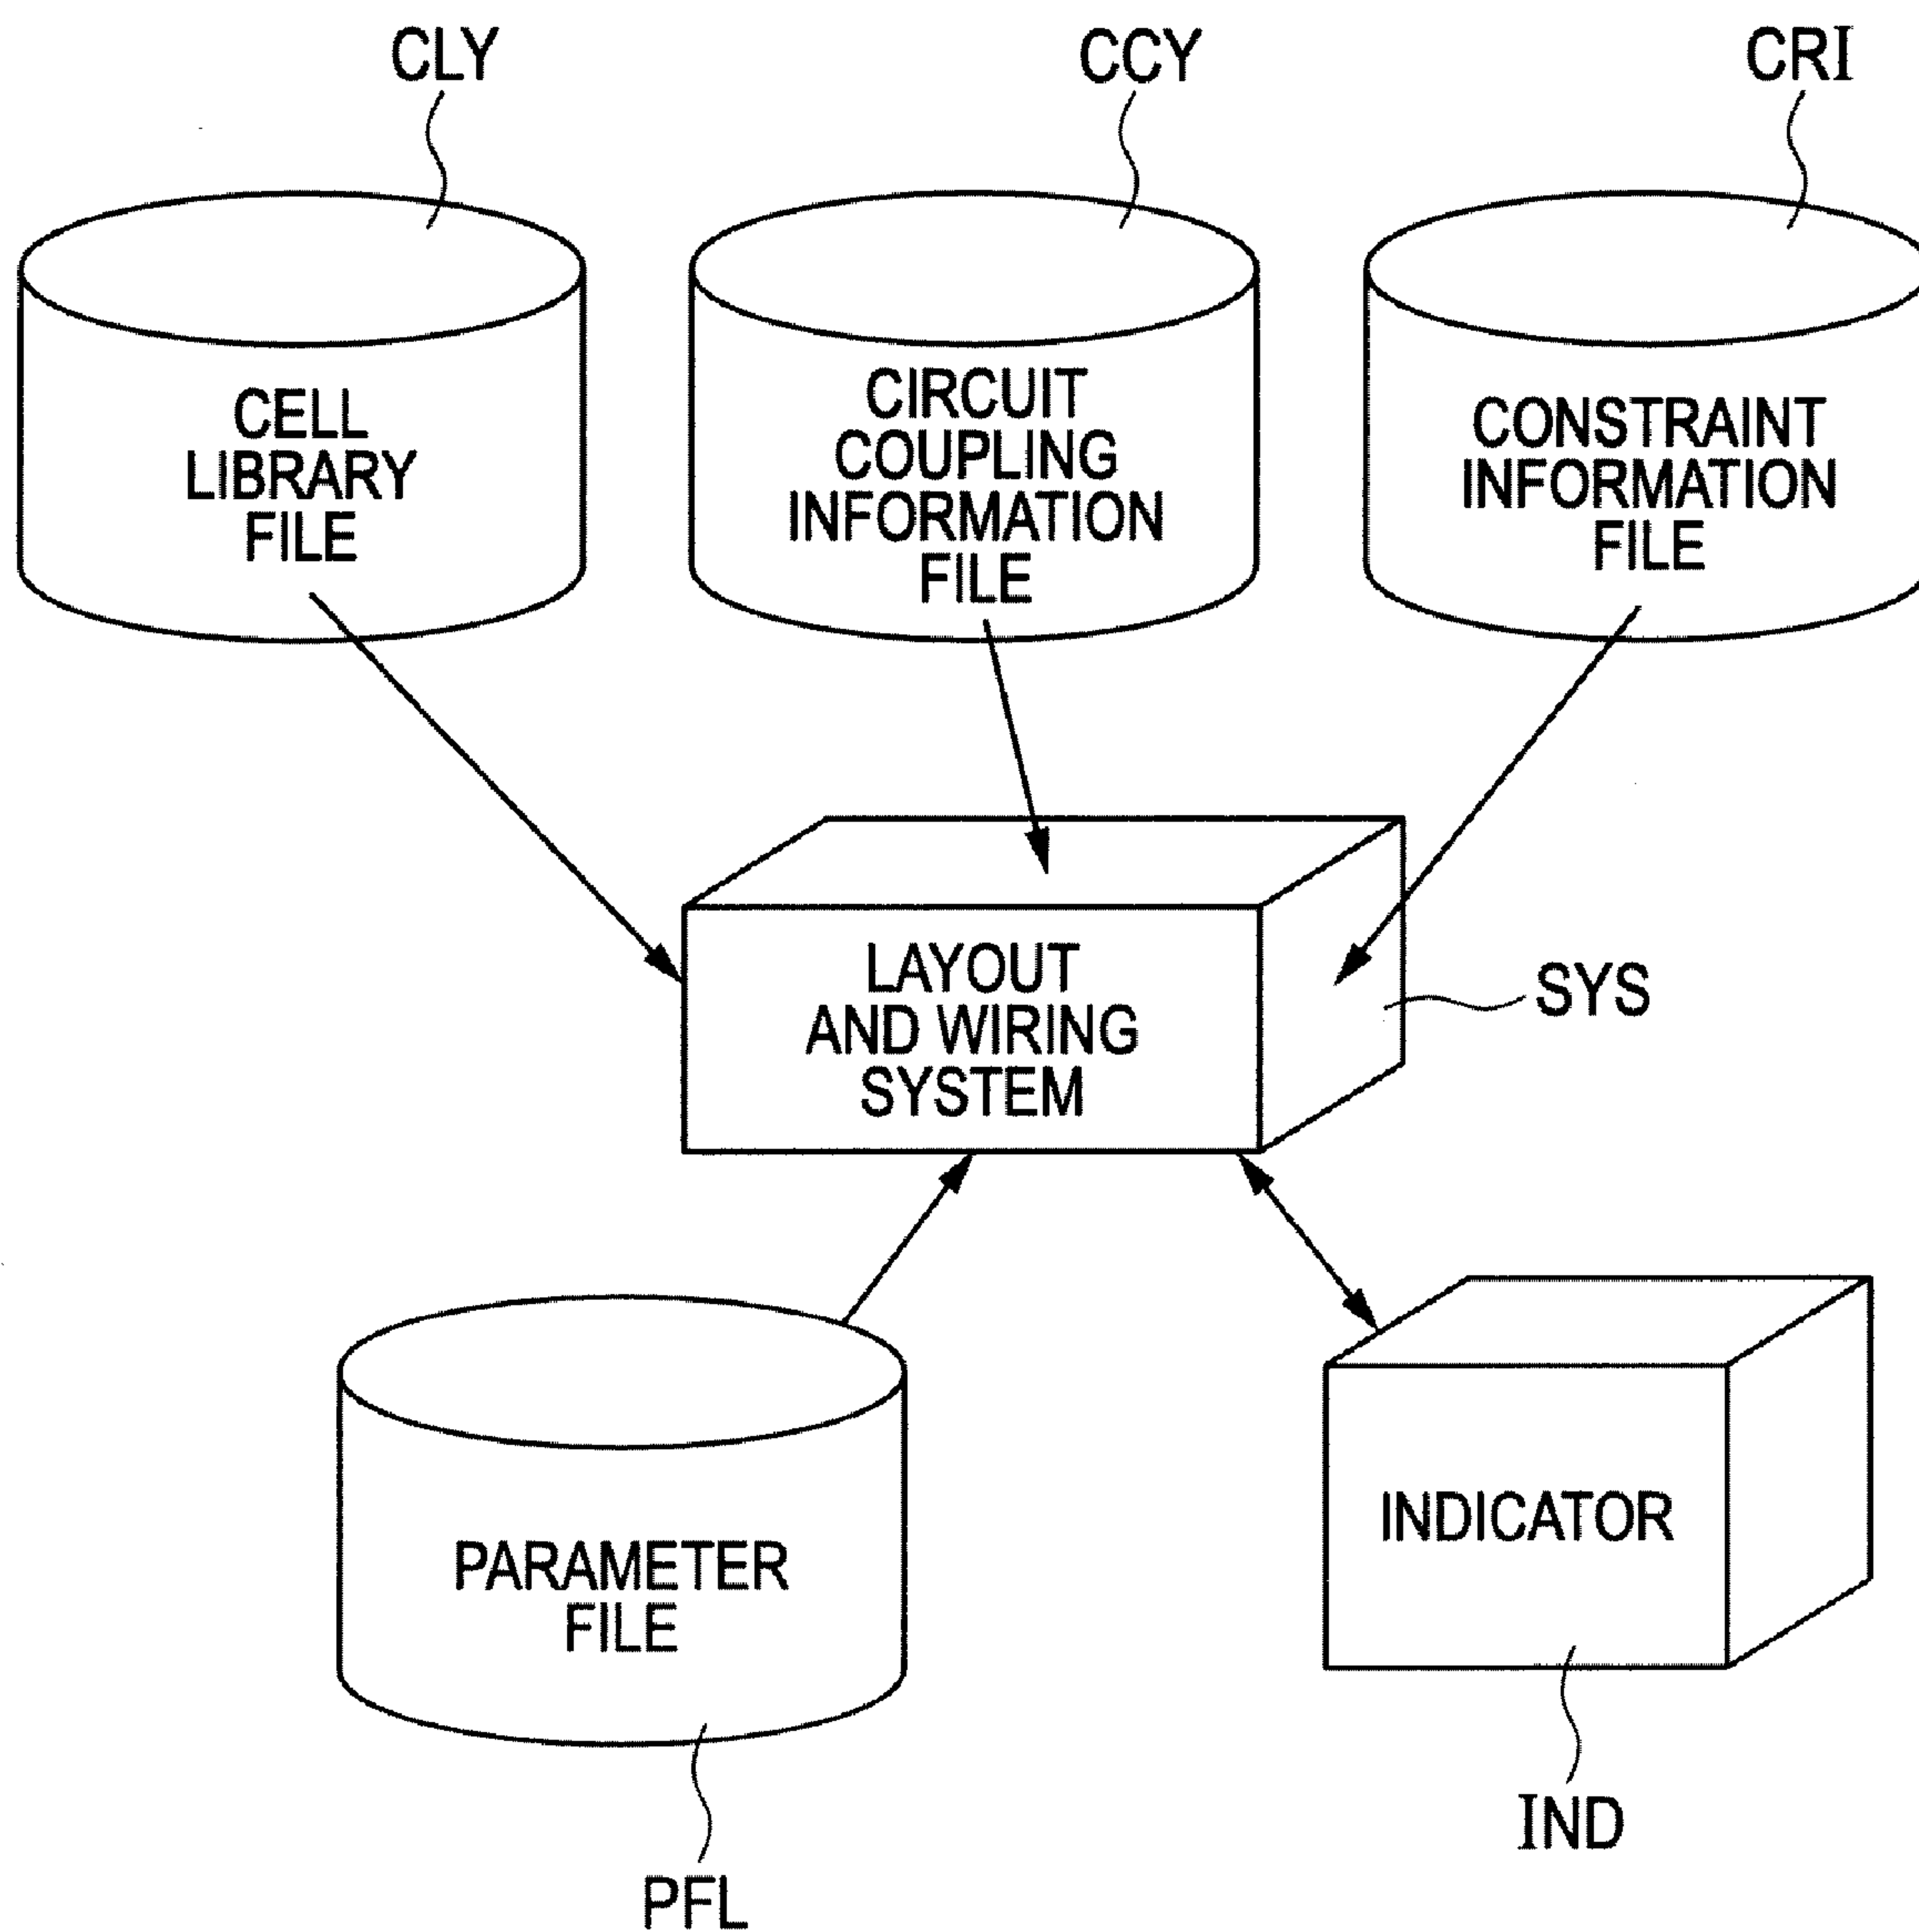 CLY
CCY
CRI
CELL
LIBRARY
FILE
CIRCUIT
COUPLING
INFORMATION
FILE
CONSTRAINT
INFORMATION
FILE
LAYOUT
AND WIRING
SYSTEM
SYS
PARAMETER
FILE
INDICATOR
IND
PFL